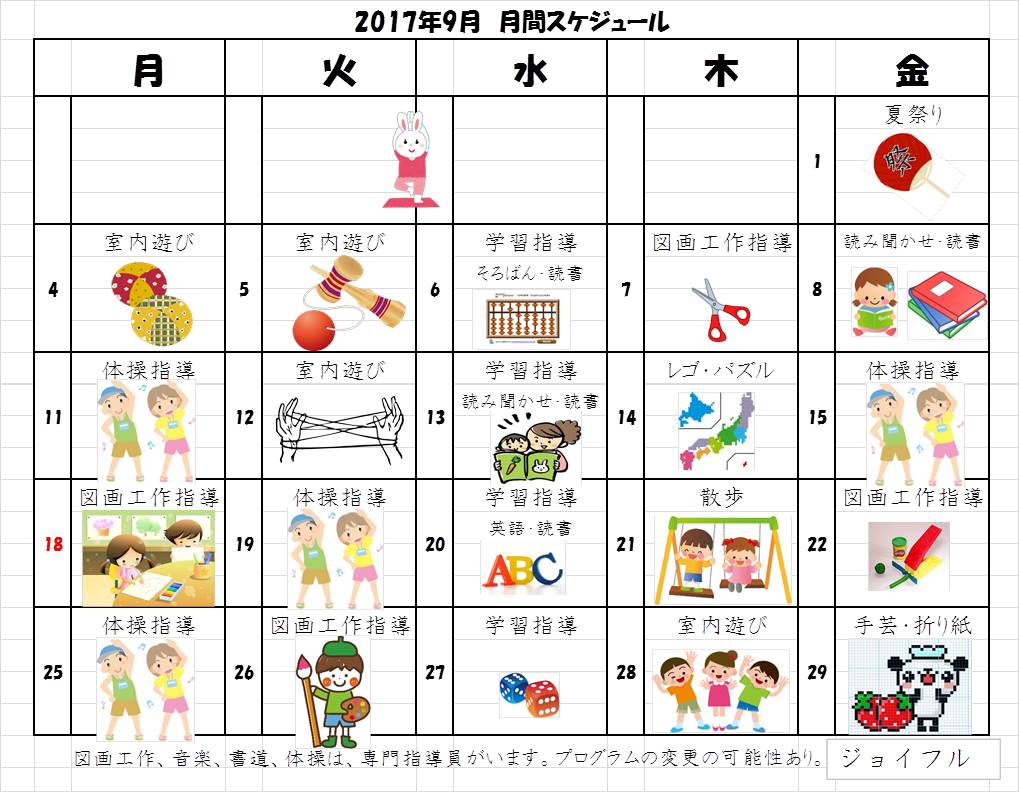 2017年9月 月間スケジュール
月 火 水 木 金
夏祭り
1
祭
室内遊び 室内遊び 学習指導 図画工作指導 読み聞かせ・読書
そろばん・読書
4 5 6 7 8
体操指導 室内遊び 学習指導 レゴ・パズル 体操指導
読み聞かせ・読書
11 12 13 14 15
図画工作指導 体操指導 学習指導 散歩 図画工作指導
英語・読書
18 19 20 21 22
ABC
体操指導 図画工作指導 学習指導 室内遊び 手芸・折り紙
25 26 27 28 29
図画工作、音楽、書道、体操は、専門指導員がいます。プログラムの変更の可能性あり。
ジョイフル